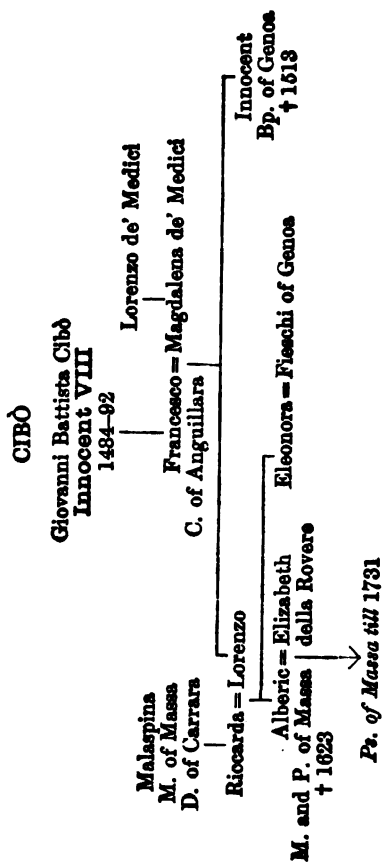 CIBÒ
Giovanni Battista Cibò
Innocent VIII
1484–92
Lorenzo de' Medici
Francesco = Magdalena de' Medici
C. of Anguillara
Malaspina
M. of Massa
D. of Carrara
Riccarda = Lorenzo
Innocent
Bp. of Genoa
† 1513
Alberic = Elizabeth
M. and P. of Massa della Rovere
† 1623
Eleonora = Fieschi of Genoa
Ps. of Massa till 1731